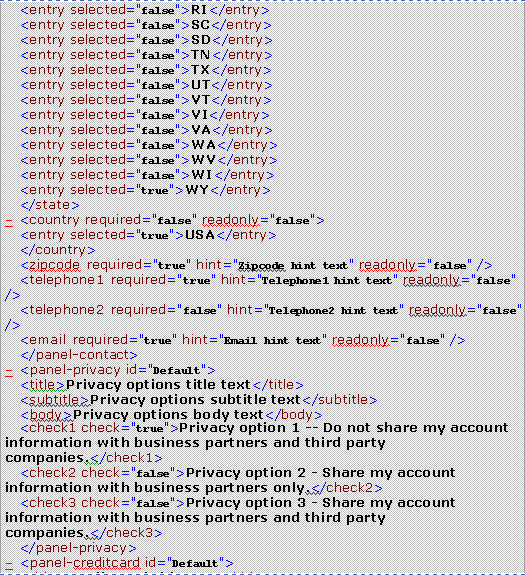 <entry selected="false">RI</entry>
<entry selected="false">SC</entry>
<entry selected="false">SD</entry>
<entry selected="false">TN</entry>
<entry selected="false">TX</entry>
<entry selected="false">UT</entry>
<entry selected="false">VT</entry>
<entry selected="false">VI</entry>
<entry selected="false">VA</entry>
<entry selected="false">WA</entry>
<entry selected="false">WV</entry>
<entry selected="false">WI</entry>
<entry selected="true">WY</entry>
</state>
- <country required="false" readonly="false">
<entry selected="true">USA</entry>
</country>
<zipcode required="true" hint="Zipcode hint text" readonly="false" />
<telephone1 required="true" hint="Telephone1 hint text" readonly="false"
/>
<telephone2 required="false" hint="Telephone2 hint text" readonly="false"
/>
<email required="true" hint="Email hint text" readonly="false" />
</panel-contact>
- <panel-privacy id="Default">
<title>Privacy options title text</title>
<subtitle>Privacy options subtitle text</subtitle>
<body>Privacy options body text</body>
<check1 check="true">Privacy option 1 -- Do not share my account
information with business partners and third party
companies.</check1>
<check2 check="false">Privacy option 2 - Share my account
information with business partners only.</check2>
<check3 check="false">Privacy option 3 - Share my account
information with business partners and third party
companies.</check3>
</panel-privacy>
- <panel-creditcard id="Default">